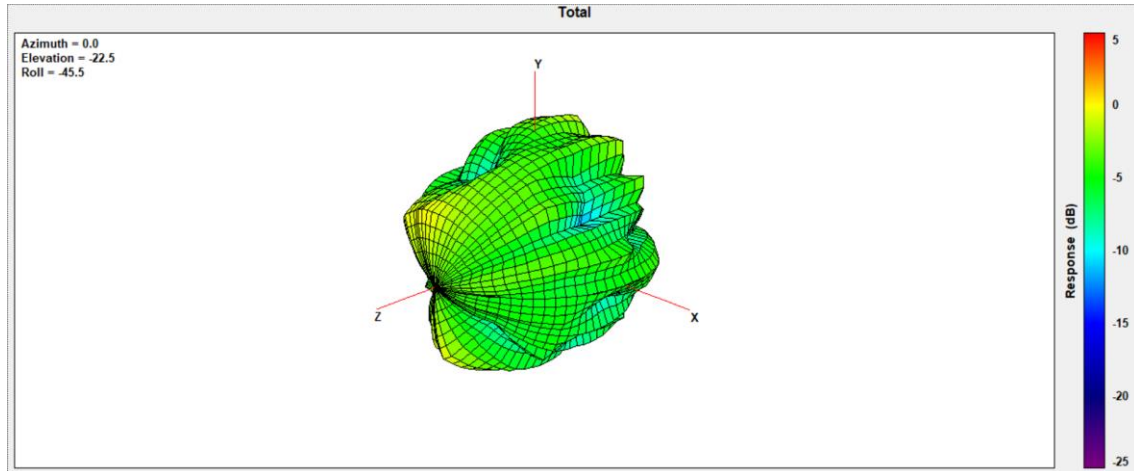 Total
Azimuth = 0.0
Elevation = -22.5
Roll = -45.5
Y
Z
X
5
0
-5
-10
-15
-20
-25
Response (dB)